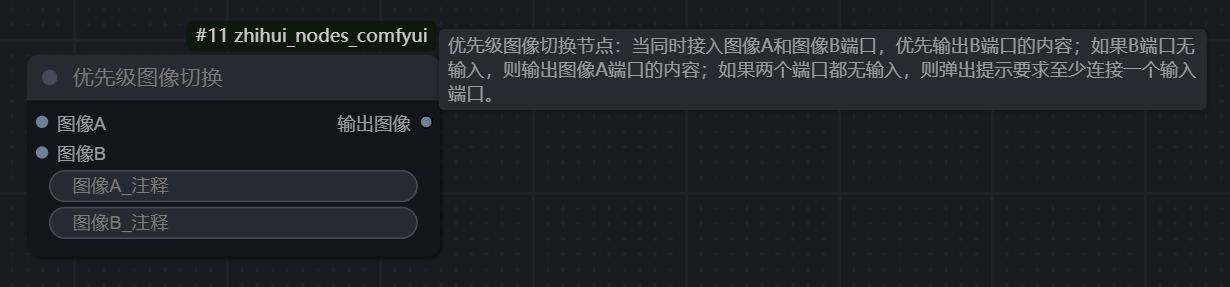 #11 zhihui_nodes_comfyui
优先级图像切换节点：当同时接入图像A和图像B端口，优先输出B端口的内容；如果B端口无
输入，则输出图像A端口的内容；如果两个端口都无输入，则弹出提示要求至少连接一个输入
端口。
优先级图像切换
图像A
输出图像
图像B
图像A_注释
图像B_注释